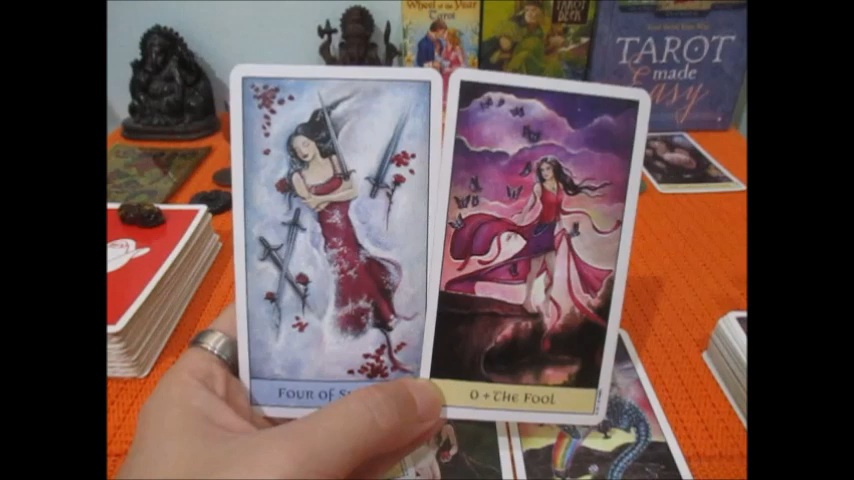 Wheel of the Year
Tarot
TAROT
DECK
TAROT
made
Easy
FOUR OF
0 + THE FOOL